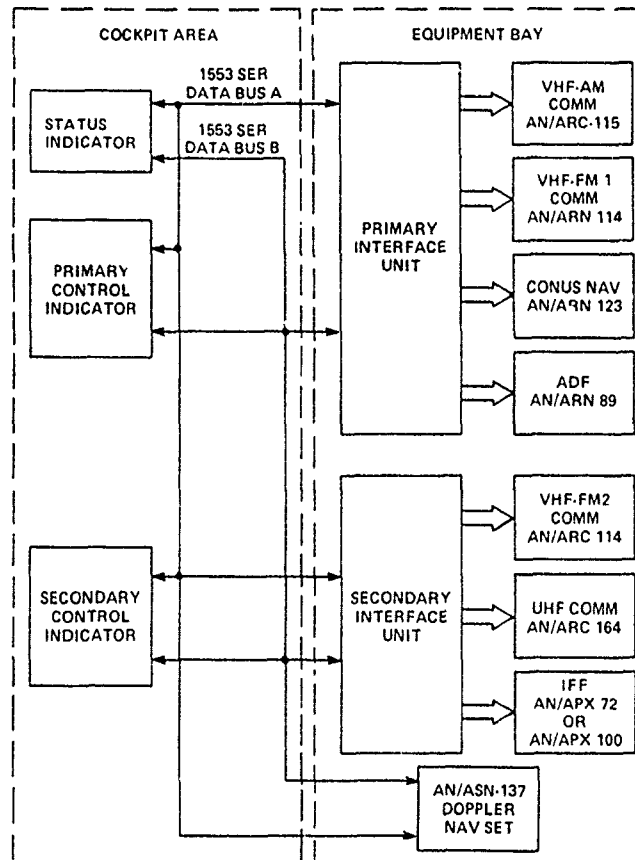 COCKPIT AREA
EQUIPMENT BAY
1553 SER
DATA BUS A
1553 SER
DATA BUS B
STATUS
INDICATOR
PRIMARY
CONTROL
INDICATOR
SECONDARY
CONTROL
INDICATOR
PRIMARY
INTERFACE
UNIT
VHF-AM
COMM
AN/ARC-115
VHF-FM 1
COMM
AN/ARN 114
CONUS NAV
AN/ARN 123
ADF
AN/ARN 89
SECONDARY
INTERFACE
UNIT
VHF-FM2
COMM
AN/ARC 114
UHF COMM
AN/ARC 164
IFF
AN/APX 72
OR
AN/APX 100
AN/ASN-137
DOPPLER
NAV SET